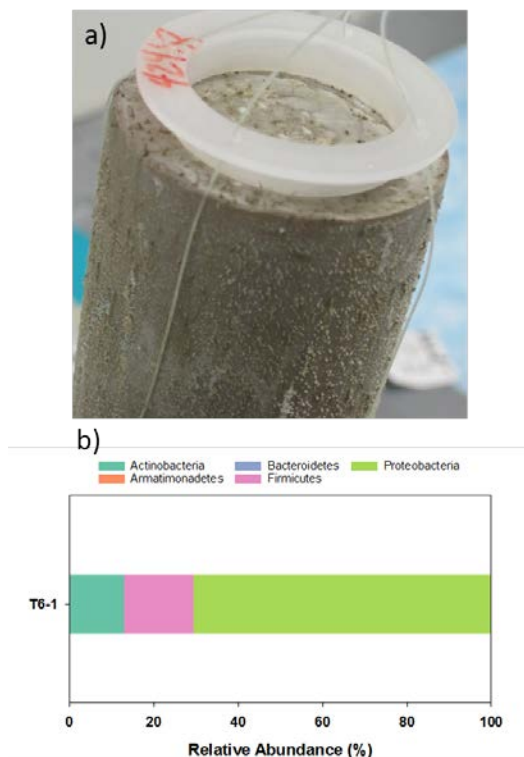 a)
b)
Actinobacteria Bacteroidetes Proteobacteria
Armatimonadetes Firmicutes
T6-1
0 20 40 60 80 100
Relative Abundance (%)